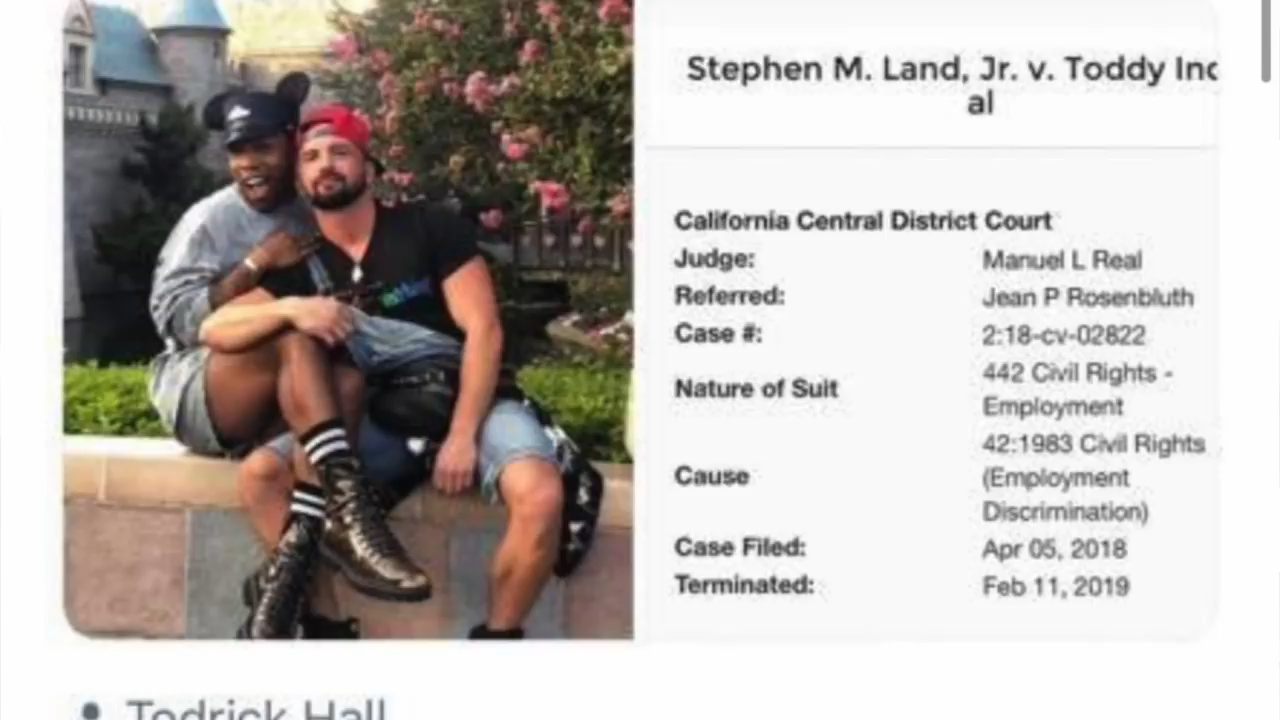 Stephen M. Land, Jr. v. Toddy Inc
al
California Central District Court
Judge: Manuel L Real
Referred: Jean P Rosenbluth
Case #: 2:18-cv-02822
Nature of Suit 442 Civil Rights -
Employment
Cause 42:1983 Civil Rights
(Employment
Discrimination)
Case Filed: Apr 05, 2018
Terminated: Feb 11, 2019
Todrick Hall